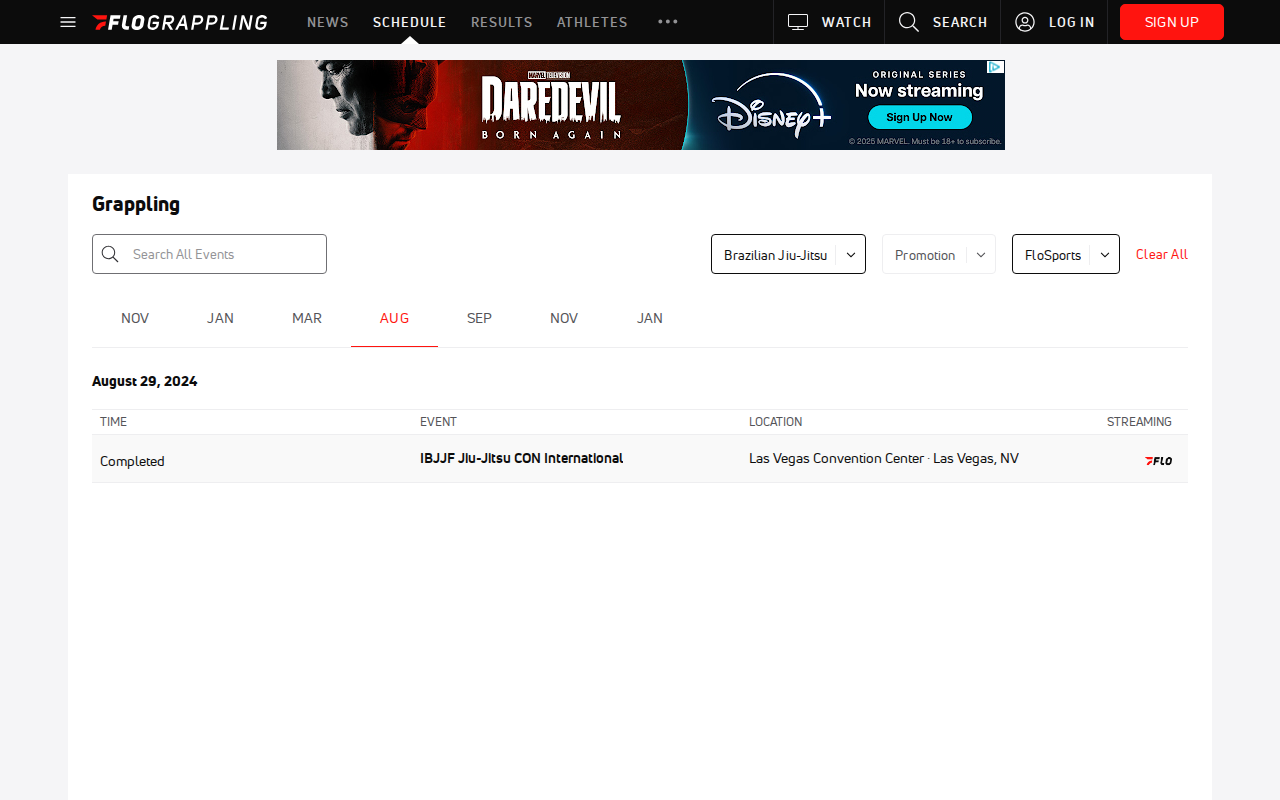 FLOGRAPPLING NEWS SCHEDULE RESULTS ATHLETES ••• WATCH SEARCH LOG IN SIGN UP
MARVEL TELEVISION
DAREDEVIL
BORN AGAIN
Disney+
ORIGINAL SERIES
Now streaming
Sign Up Now
© 2025 MARVEL. Must be 18+ to subscribe.
Grappling
Search All Events Brazilian Jiu-Jitsu Promotion FloSports Clear All
NOV JAN MAR AUG SEP NOV JAN
August 29, 2024
TIME EVENT LOCATION STREAMING
Completed IBJJF Jiu-Jitsu CON International Las Vegas Convention Center · Las Vegas, NV FLO